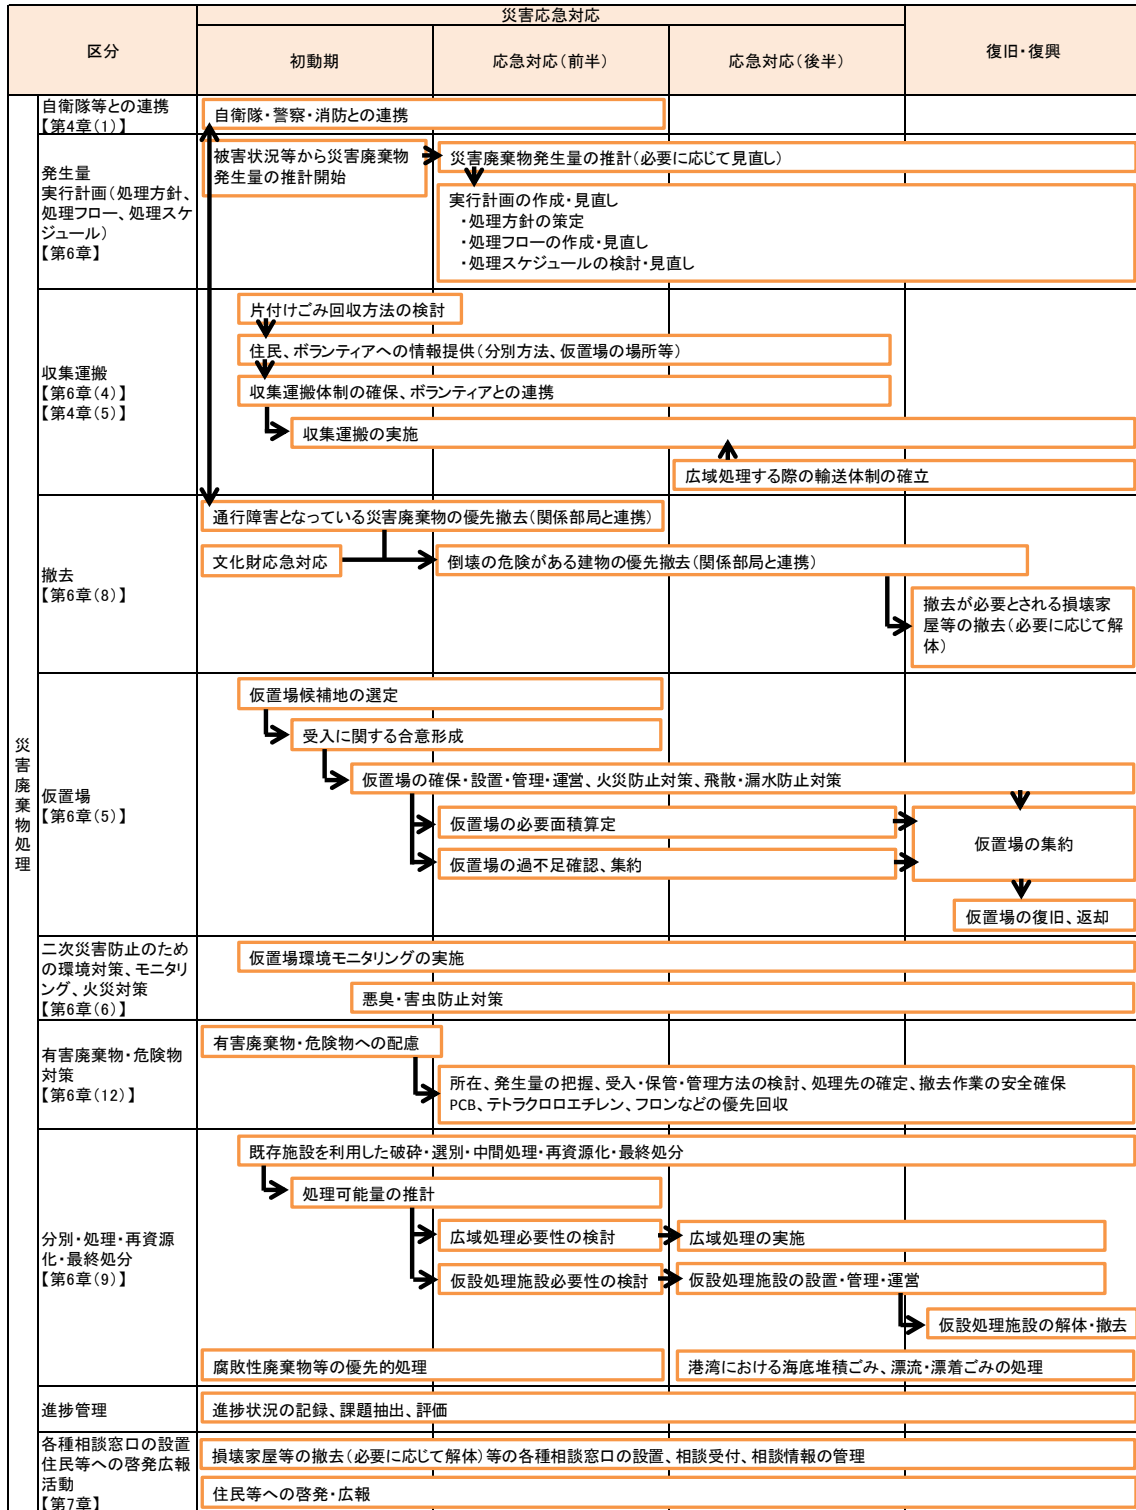 区分
災害応急対応
初動期
応急対応(前半)
応急対応(後半)
復旧・復興
災害廃棄物処理
自衛隊等との連携
【第4章(1)】
自衛隊・警察・消防との連携
発生量
実行計画(処理方針、
処理フロー、処理スケ
ジュール)
【第6章】
被害状況等から災害廃棄物
発生量の推計開始
災害廃棄物発生量の推計(必要に応じて見直し)
実行計画の作成・見直し
・処理方針の策定
・処理フローの作成・見直し
・処理スケジュールの検討・見直し
収集運搬
【第6章(4)】
【第4章(5)】
片付けごみ回収方法の検討
住民、ボランティアへの情報提供(分別方法、仮置場の場所等)
収集運搬体制の確保、ボランティアとの連携
収集運搬の実施
広域処理する際の輸送体制の確立
撤去
【第6章(8)】
通行障害となっている災害廃棄物の優先撤去(関係部局と連携)
文化財応急対応
倒壊の危険がある建物の優先撤去(関係部局と連携)
撤去が必要とされる損壊家
屋等の撤去(必要に応じて解
体)
仮置場
【第6章(5)】
仮置場候補地の選定
受入に関する合意形成
仮置場の確保・設置・管理・運営、火災防止対策、飛散・漏水防止対策
仮置場の必要面積算定
仮置場の過不足確認、集約
仮置場の集約
仮置場の復旧、返却
二次災害防止のため
の環境対策、モニタリ
ング、火災対策
【第6章(6)】
仮置場環境モニタリングの実施
悪臭・害虫防止対策
有害廃棄物・危険物
対策
【第6章(12)】
有害廃棄物・危険物への配慮
所在、発生量の把握、受入・保管・管理方法の検討、処理先の確定、撤去作業の安全確保
PCB、テトラクロロエチレン、フロンなどの優先回収
分別・処理・再資源
化・最終処分
【第6章(9)】
既存施設を利用した破砕・選別・中間処理・再資源化・最終処分
処理可能量の推計
広域処理必要性の検討
広域処理の実施
仮設処理施設必要性の検討
仮設処理施設の設置・管理・運営
仮設処理施設の解体・撤去
腐敗性廃棄物等の優先的処理
港湾における海底堆積ごみ、漂流・漂着ごみの処理
進捗管理
進捗状況の記録、課題抽出、評価
各種相談窓口の設置
住民等への啓発広報
活動
【第7章】
損壊家屋等の撤去(必要に応じて解体)等の各種相談窓口の設置、相談受付、相談情報の管理
住民等への啓発・広報